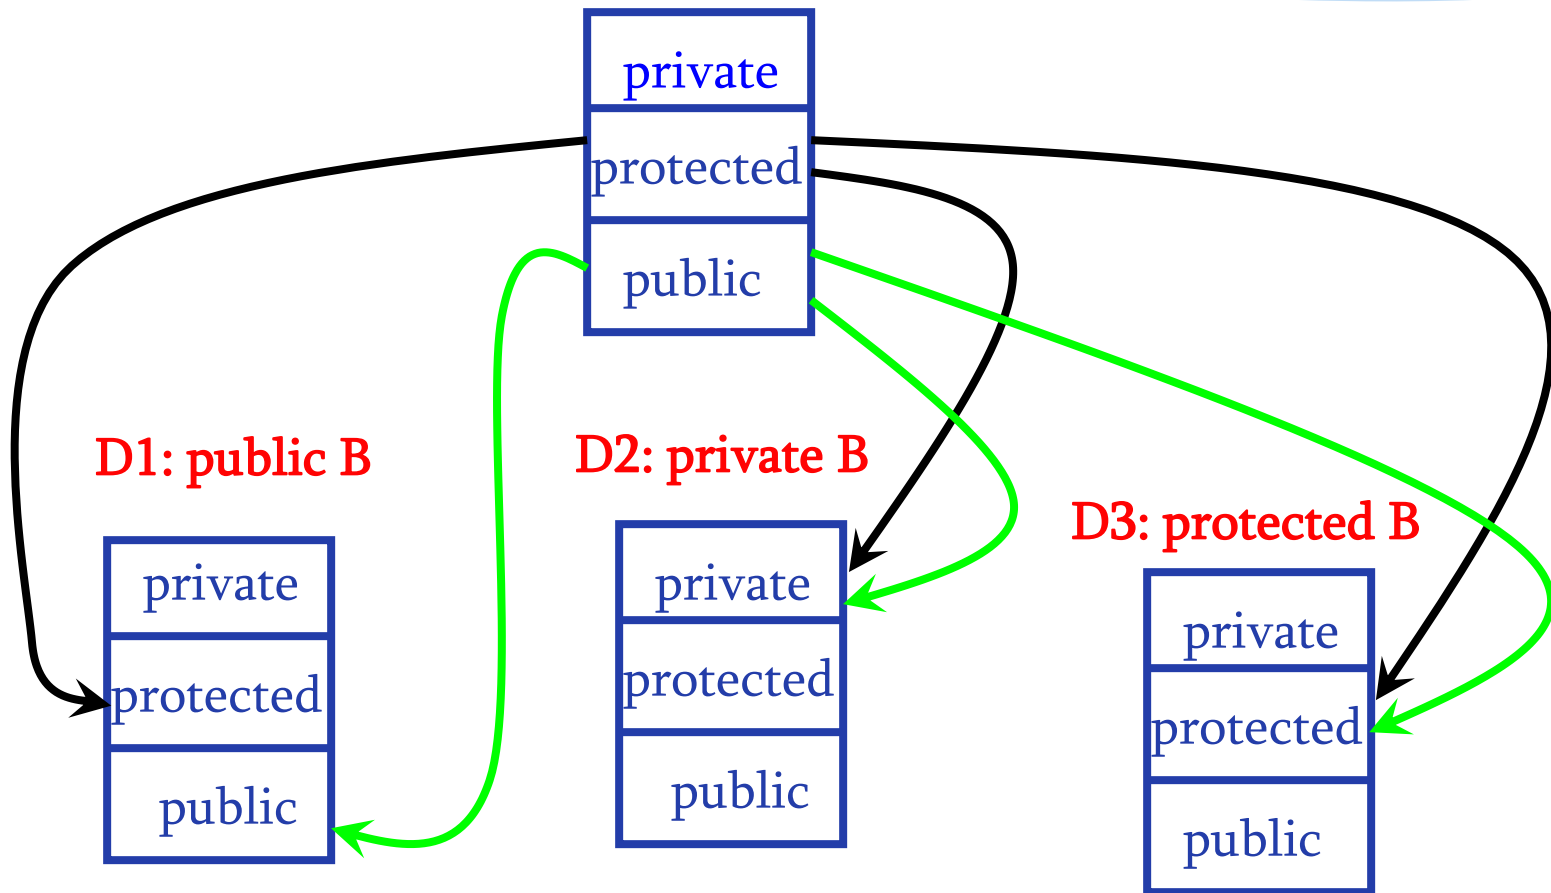 private
protected
public
D1: public B
private
protected
public
D2: private B
private
protected
public
D3: protected B
private
protected
public